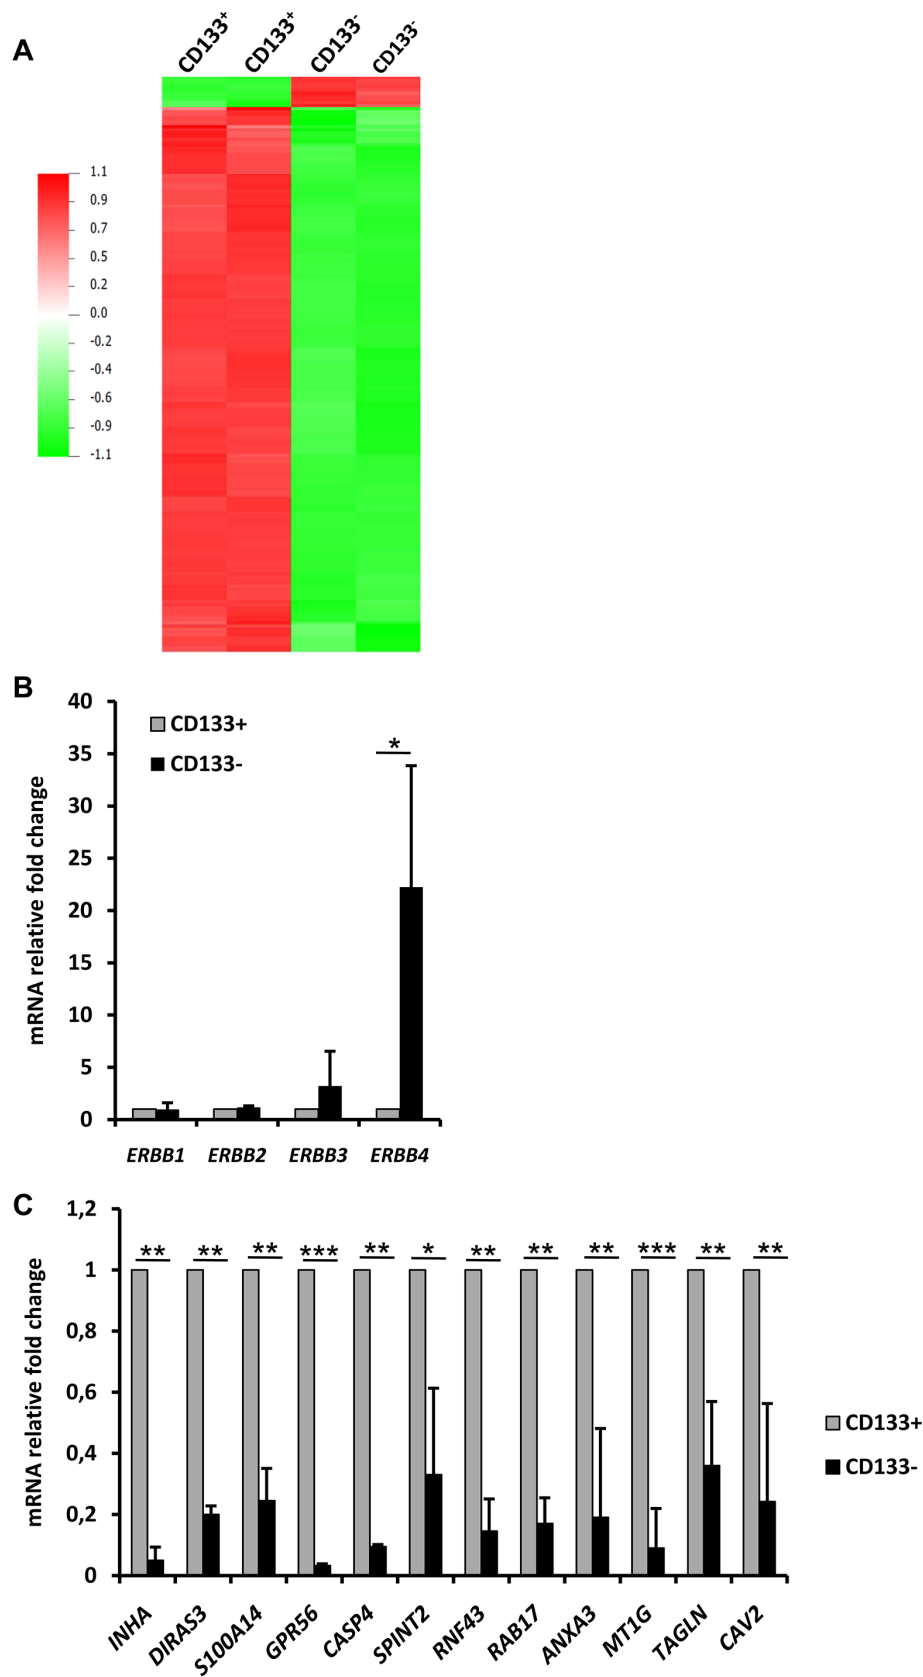 A
CD133+ CD133+ CD133- CD133-
1.1
0.9
0.7
0.5
0.2
0.0
-0.2
-0.4
-0.6
-0.9
-1.1
B
mRNA relative fold change
40
35
30
25
20
15
10
5
0
CD133+
CD133-
*
ERBB1 ERBB2 ERBB3 ERBB4
C
mRNA relative fold change
1,2
1
0,8
0,6
0,4
0,2
0
** ** ** *** ** * ** ** ** *** ** **
CD133+
CD133-
INHA DIRAS3 S100A14 GPR56 CASP4 SPINT2 RNF43 RAB17 ANXA3 MT1G TAGLN CAV2